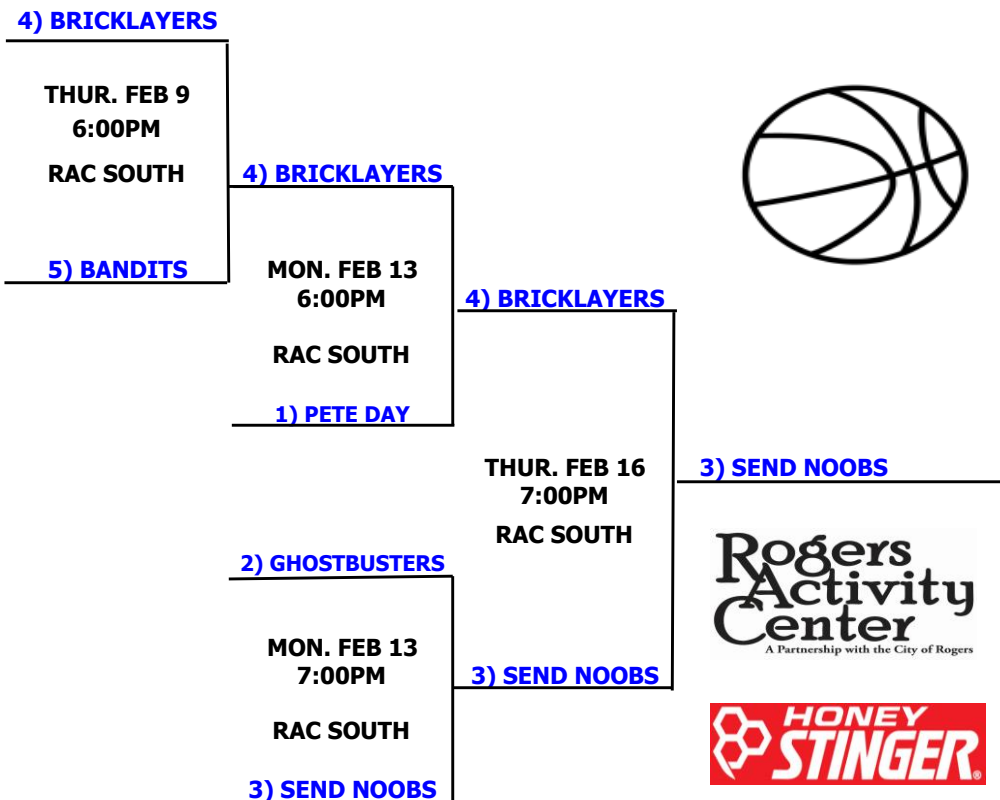 4) BRICKLAYERS
THUR. FEB 9
6:00PM
RAC SOUTH
5) BANDITS
4) BRICKLAYERS
MON. FEB 13
6:00PM
RAC SOUTH
1) PETE DAY
4) BRICKLAYERS
THUR. FEB 16
7:00PM
RAC SOUTH
2) GHOSTBUSTERS
MON. FEB 13
7:00PM
RAC SOUTH
3) SEND NOOBS
3) SEND NOOBS
3) SEND NOOBS
Rogers
Activity
Center
A Partnership with the City of Rogers
HONEY
STINGER®